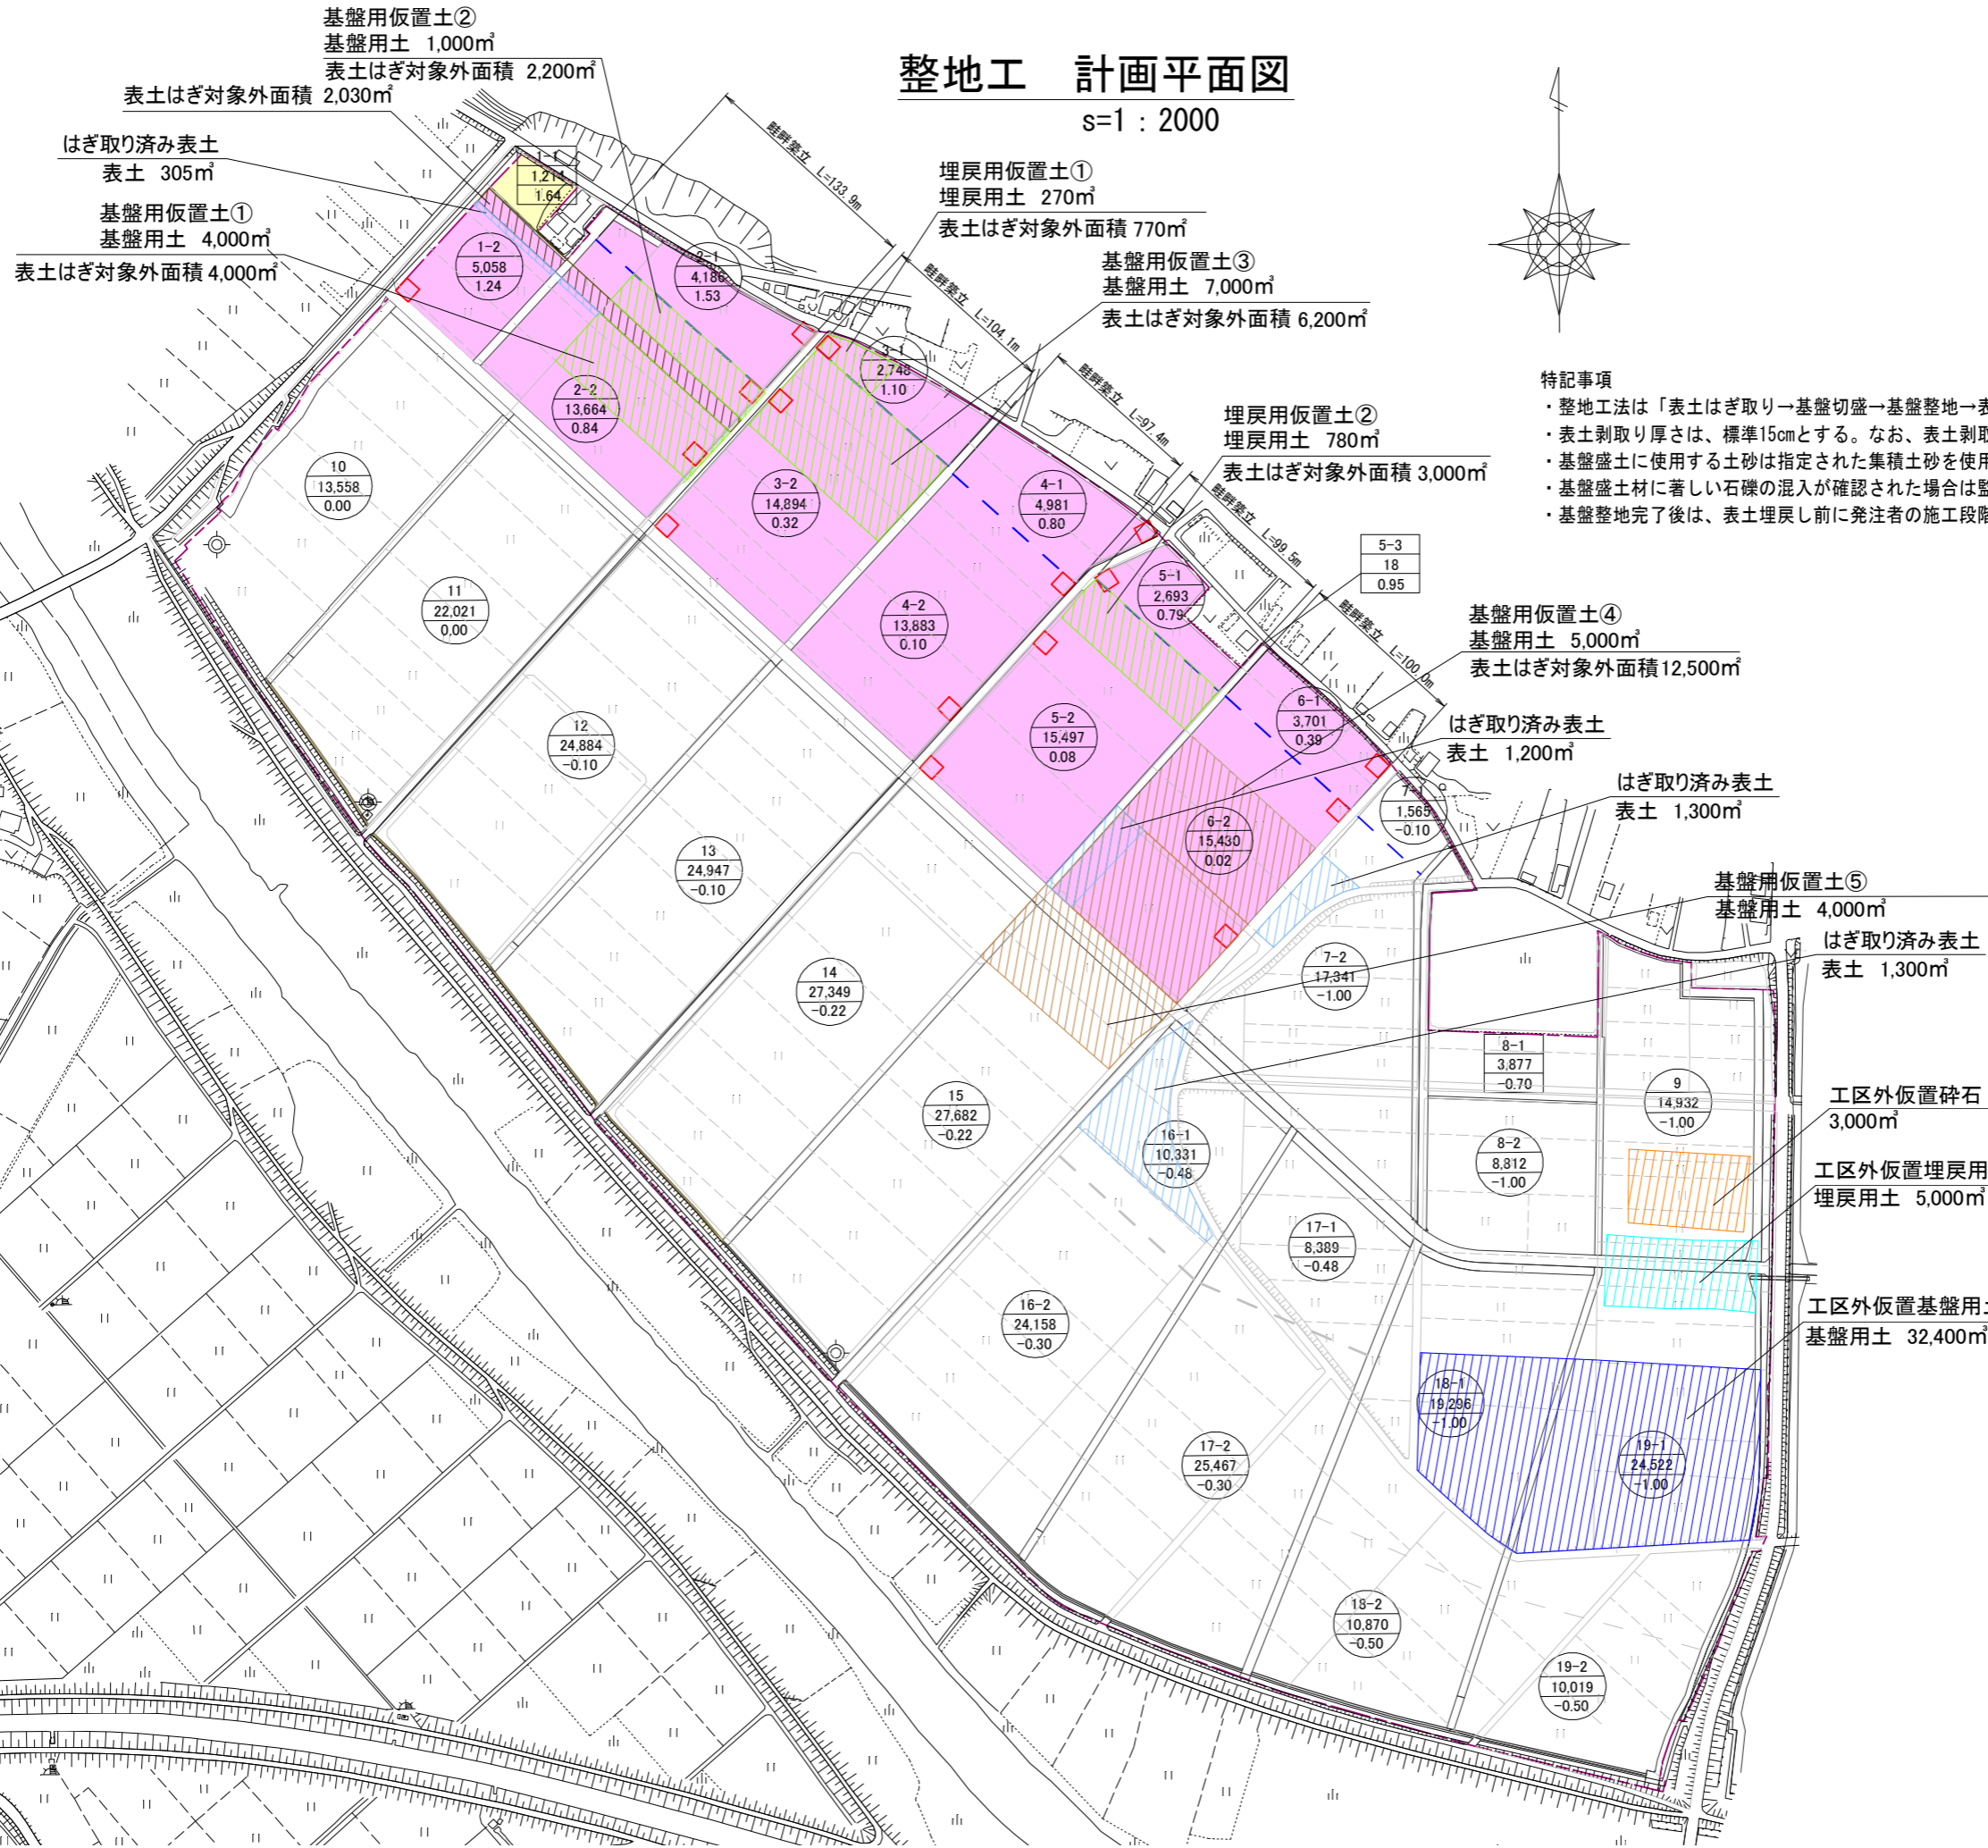 整地工　計画平面図
s=1：2000
基盤用仮置土②
基盤用土 1,000㎥
表土はぎ対象外面積 2,200㎡
表土はぎ対象外面積 2,030㎡
はぎ取り済み表土
表土 305㎥
基盤用仮置土①
基盤用土 4,000㎥
表土はぎ対象外面積 4,000㎡
埋戻用仮置土①
埋戻用土 270㎥
表土はぎ対象外面積 770㎡
基盤用仮置土③
基盤用土 7,000㎥
表土はぎ対象外面積 6,200㎡
埋戻用仮置土②
埋戻用土 780㎥
表土はぎ対象外面積 3,000㎡
基盤用仮置土④
基盤用土 5,000㎥
表土はぎ対象外面積12,500㎡
はぎ取り済み表土
表土 1,200㎥
はぎ取り済み表土
表土 1,300㎥
基盤用仮置土⑤
基盤用土 4,000㎥
はぎ取り済み表土
表土 1,300㎥
工区外仮置砕石
3,000㎥
工区外仮置埋戻用
埋戻用土 5,000㎥
工区外仮置基盤用土
基盤用土 32,400㎥
特記事項
・整地工法は「表土はぎ取り→基盤切盛→基盤整地→表
・表土剥取り厚さは、標準15cmとする。なお、表土剥取
・基盤盛土に使用する土砂は指定された集積土砂を使用
・基盤盛土材に著しい石礫の混入が確認された場合は監
・基盤整地完了後は、表土埋戻し前に発注者の施工段階
畦畔築立 L=133.9m
畦畔築立 L=104.1m
畦畔築立 L=97.4m
畦畔築立 L=99.5m
畦畔築立 L=100.0m
1-1
1,211
1.64
1-2
5,058
1.24
2-1
4,186
1.53
2-2
13,664
0.84
3-1
2,748
1.10
3-2
14,894
0.32
4-1
4,981
0.80
4-2
13,883
0.10
5-1
2,693
0.79
5-2
15,497
0.08
5-3
18
0.95
6-1
3,701
0.39
6-2
15,430
0.02
1,565
-0.10
7-2
17,341
-1.00
8-1
3,877
-0.70
8-2
8,812
-1.00
9
14,932
-1.00
10
13,558
0.00
11
22,021
0,00
12
24,884
-0.10
13
24,947
-0.10
14
27,349
-0.22
15
27,682
-0.22
16-1
10,331
-0.48
16-2
24,158
-0.30
17-1
8,389
-0.48
17-2
25,467
-0.30
18-1
19,296
-1.00
18-2
10,870
-0.50
19-1
24,522
-1.00
19-2
10,019
-0.50